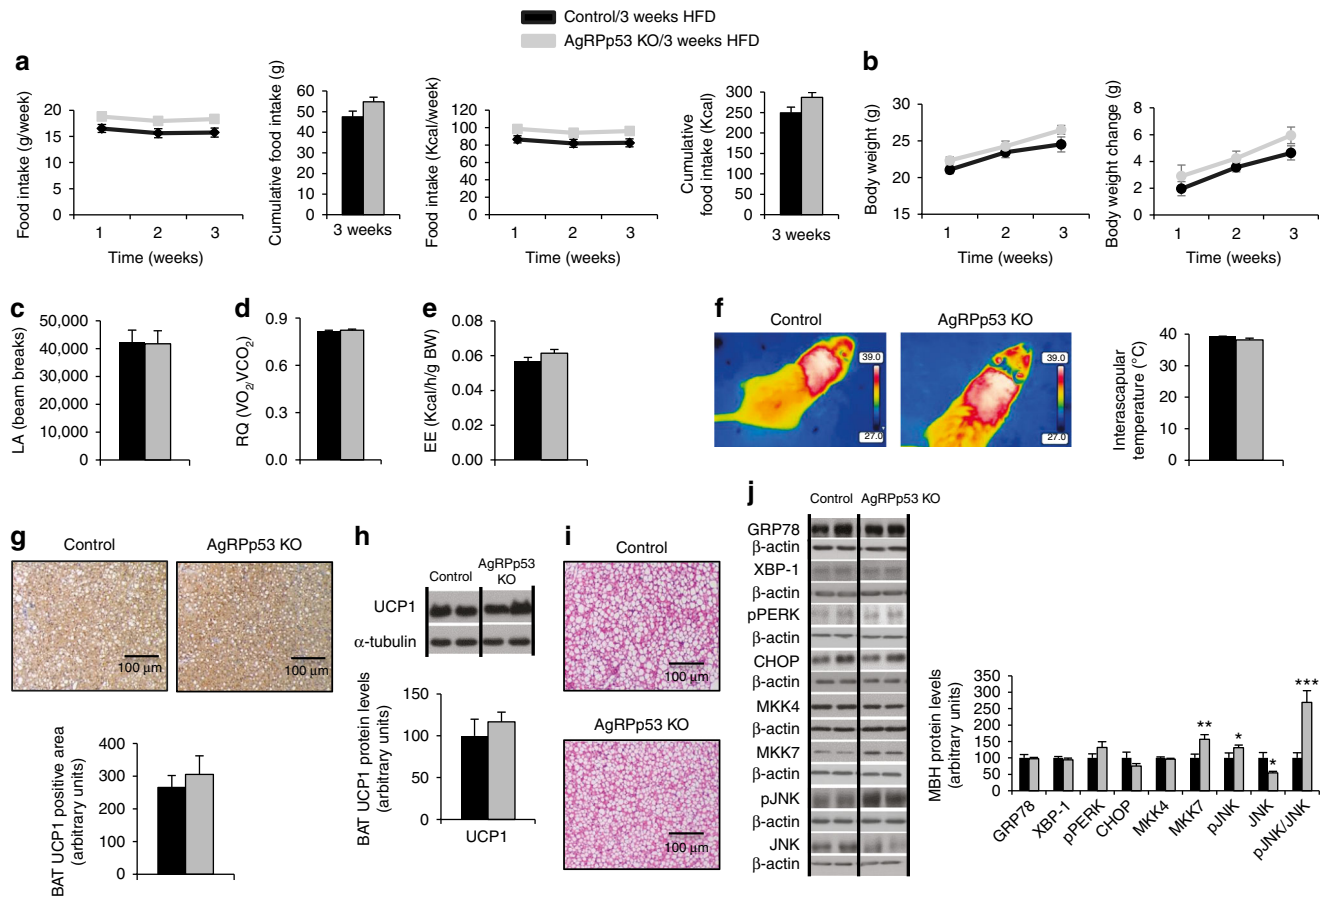 Control/3 weeks HFD
AgRPp53 KO/3 weeks HFD
a
Food intake (g/week)
20
15
10
5
0
1 2 3
Time (weeks)
Cumulative food intake (g)
60
50
40
30
20
10
0
3 weeks
Food intake (Kcal/week)
120
100
80
60
40
20
0
1 2 3
Time (weeks)
Cumulative
food intake (Kcal)
300
250
200
150
100
50
0
3 weeks
b
Body weight (g)
30
25
20
15
1 2 3
Time (weeks)
Body weight change (g)
8
6
4
2
0
1 2 3
Time (weeks)
c
LA (beam breaks)
50,000
40,000
30,000
20,000
10,000
0
d
RQ (VO2/VCO2)
0.9
0.6
0.3
0.0
e
EE (Kcal/h/g BW)
0.08
0.06
0.04
0.02
0.00
f
Control
AgRPp53 KO
39.0
27.0
39.0
27.0
Interascapular
temperature (°C)
40
30
20
10
0
g
Control
AgRPp53 KO
100 µm
100 µm
BAT UCP1 positive area
(arbitrary units)
400
300
200
100
0
h
Control
AgRPp53
KO
UCP1
α-tubulin
BAT UCP1 protein levels
(arbitrary units)
150
100
50
0
UCP1
i
Control
100 µm
AgRPp53 KO
100 µm
j
Control AgRPp53 KO
GRP78
β-actin
XBP-1
β-actin
pPERK
β-actin
CHOP
β-actin
MKK4
β-actin
MKK7
β-actin
pJNK
β-actin
JNK
β-actin
MBH protein levels
(arbitrary units)
350
300
250
200
150
100
50
0
**
*
*
***
GRP78
XBP-1
pPERK
CHOP
MKK4
MKK7
pJNK
JNK
pJNK/JNK